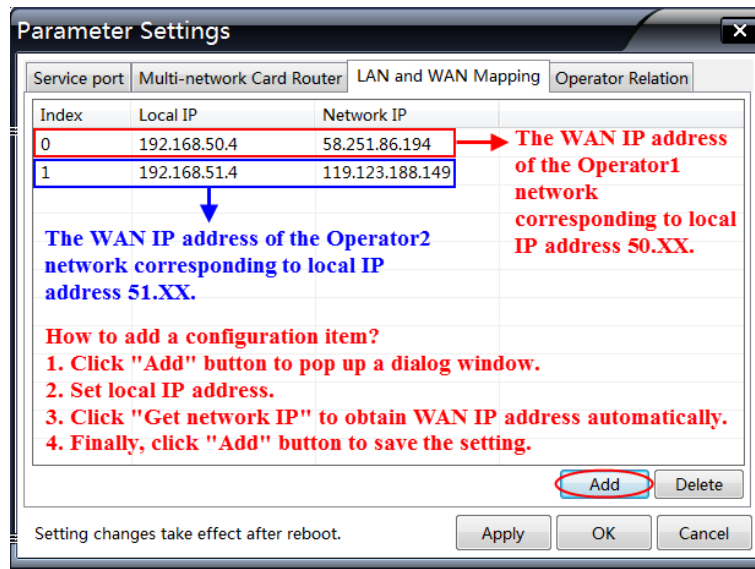 Parameter Settings
Service port Multi-network Card Router LAN and WAN Mapping Operator Relation
Index Local IP Network IP
0 192.168.50.4 58.251.86.194
1 192.168.51.4 119.123.188.149
The WAN IP address
of the Operator1
network
corresponding to local
IP address 50.XX.
The WAN IP address of the Operator2
network corresponding to local IP
address 51.XX.
How to add a configuration item?
1. Click "Add" button to pop up a dialog window.
2. Set local IP address.
3. Click "Get network IP" to obtain WAN IP address automatically.
4. Finally, click "Add" button to save the setting.
Add Delete
Setting changes take effect after reboot. Apply OK Cancel